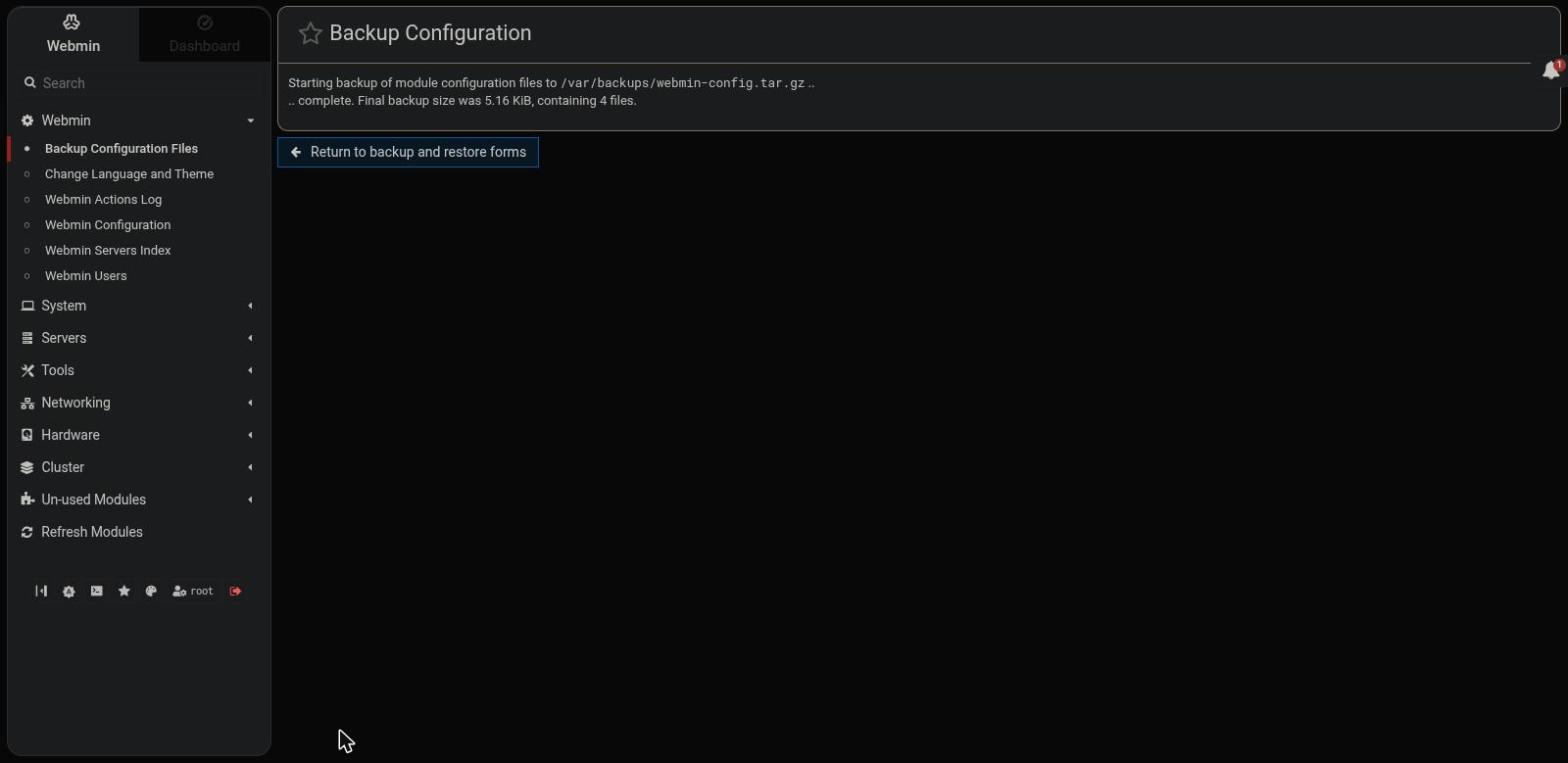 Webmin
Dashboard
Search
Webmin
Backup Configuration Files
Change Language and Theme
Webmin Actions Log
Webmin Configuration
Webmin Servers Index
Webmin Users
System
Servers
Tools
Networking
Hardware
Cluster
Un-used Modules
Refresh Modules
root
Backup Configuration
Starting backup of module configuration files to /var/backups/webmin-config.tar.gz ..
.. complete. Final backup size was 5.16 KiB, containing 4 files.
Return to backup and restore forms
1